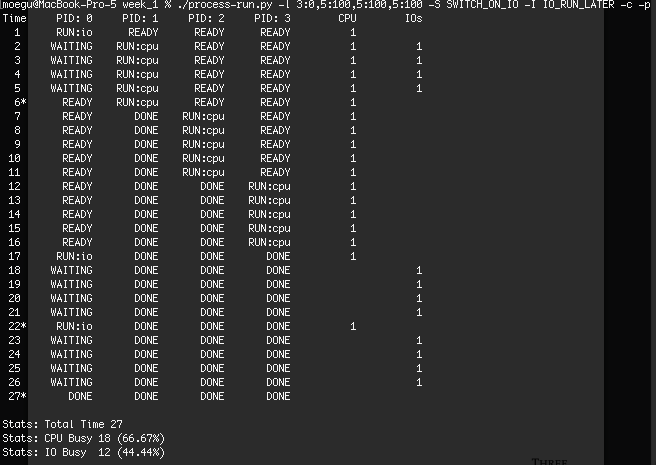 [moegu@MacBook-Pro-5 week_1 % ./process-run.py -l 3:0,5:100,5:100,5:100 -S SWITCH_ON_IO -I IO_RUN_LATER -c -p
Time PID: 0 PID: 1 PID: 2 PID: 3 CPU IOs
1 RUN:io READY READY READY 1
2 WAITING RUN:cpu READY READY 1 1
3 WAITING RUN:cpu READY READY 1 1
4 WAITING RUN:cpu READY READY 1 1
5 WAITING RUN:cpu READY READY 1 1
6* READY RUN:cpu READY READY 1
7 READY DONE RUN:cpu READY 1
8 READY DONE RUN:cpu READY 1
9 READY DONE RUN:cpu READY 1
10 READY DONE RUN:cpu READY 1
11 READY DONE RUN:cpu READY 1
12 READY DONE DONE RUN:cpu 1
13 READY DONE DONE RUN:cpu 1
14 READY DONE DONE RUN:cpu 1
15 READY DONE DONE RUN:cpu 1
16 READY DONE DONE RUN:cpu 1
17 RUN:io DONE DONE DONE 1
18 WAITING DONE DONE DONE 1
19 WAITING DONE DONE DONE 1
20 WAITING DONE DONE DONE 1
21 WAITING DONE DONE DONE 1
22* RUN:io DONE DONE DONE 1
23 WAITING DONE DONE DONE 1
24 WAITING DONE DONE DONE 1
25 WAITING DONE DONE DONE 1
26 WAITING DONE DONE DONE 1
27* DONE DONE DONE DONE
Stats: Total Time 27
Stats: CPU Busy 18 (66.67%)
Stats: IO Busy 12 (44.44%)
THREE